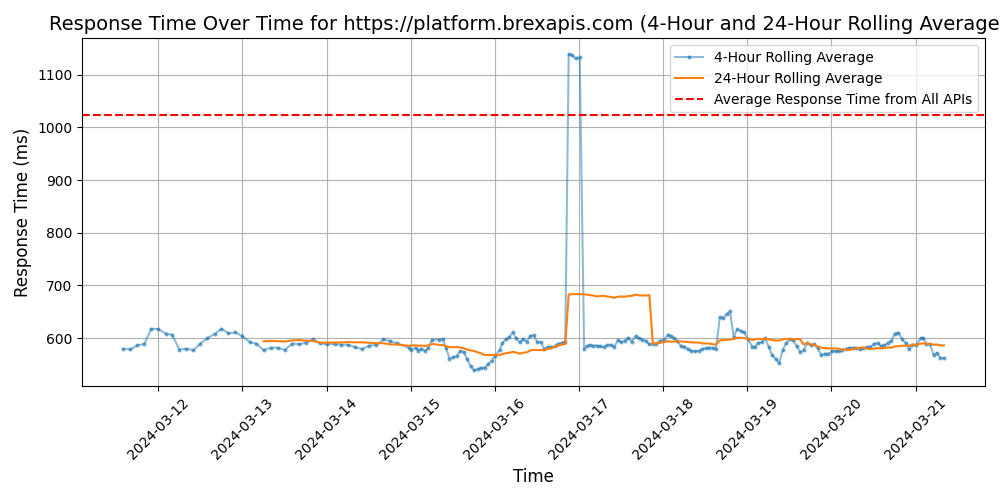 Response Time Over Time for https://platform.brexapis.com (4-Hour and 24-Hour Rolling Average
4-Hour Rolling Average
24-Hour Rolling Average
Average Response Time from All APIs
Response Time (ms)
1100
1000
900
800
700
600
2024-03-12
2024-03-13
2024-03-14
2024-03-15
2024-03-16
2024-03-17
2024-03-18
2024-03-19
2024-03-20
2024-03-21
Time